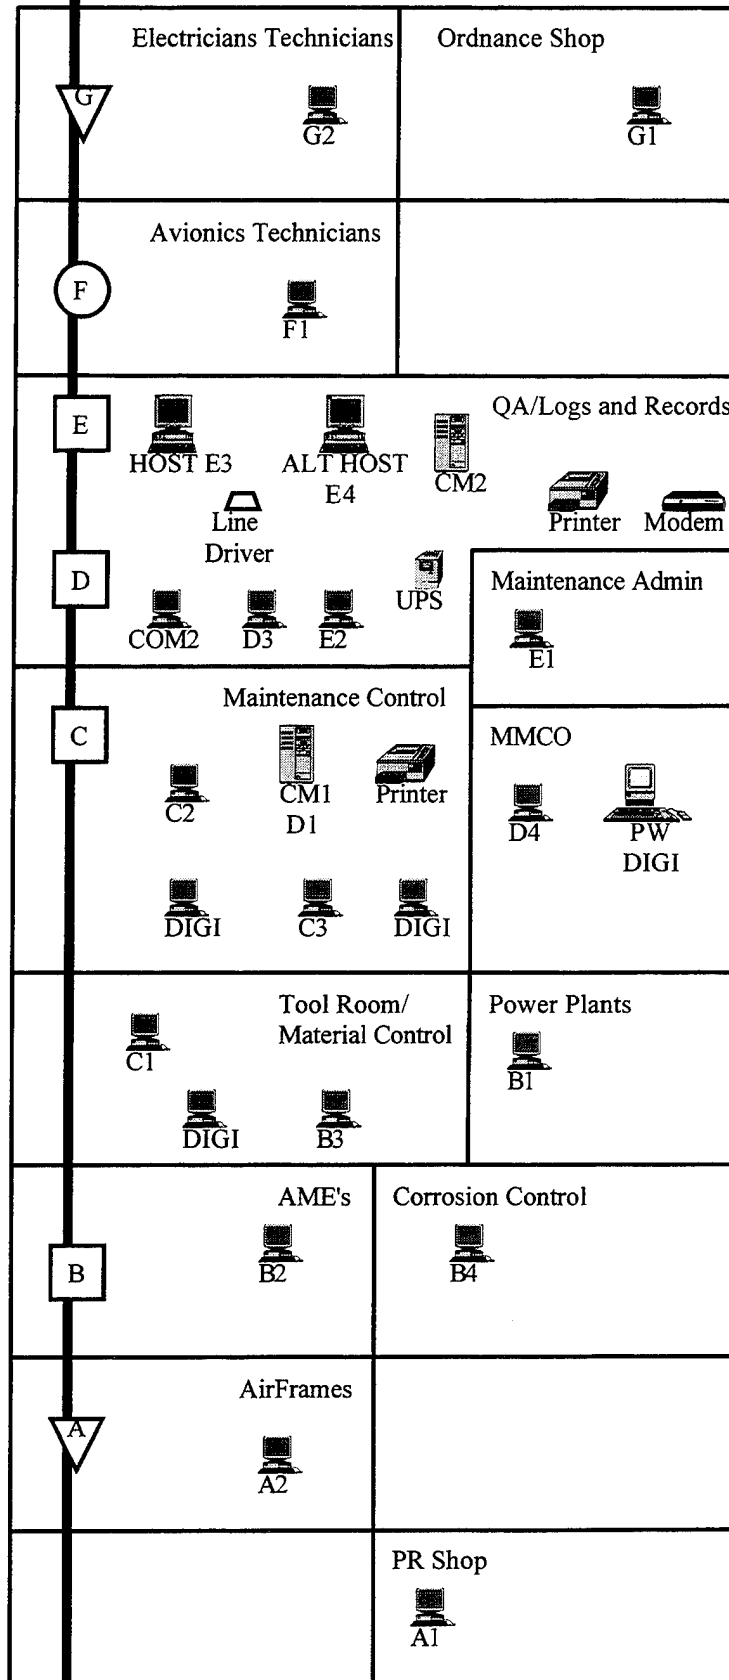 Electricians Technicians
Ordnance Shop
G
G2
G1
Avionics Technicians
F
F1
QA/Logs and Records
E
HOST E3
ALT HOST
E4
CM2
Line
Driver
Printer
Modem
D
UPS
COM2
D3
E2
Maintenance Admin
E1
Maintenance Control
C
C2
CM1
D1
Printer
MMCO
D4
PW
DIGI
DIGI
C3
DIGI
Tool Room/
Material Control
C1
DIGI
B3
Power Plants
B1
AME's
Corrosion Control
B
B2
B4
AirFrames
A
A2
PR Shop
A1